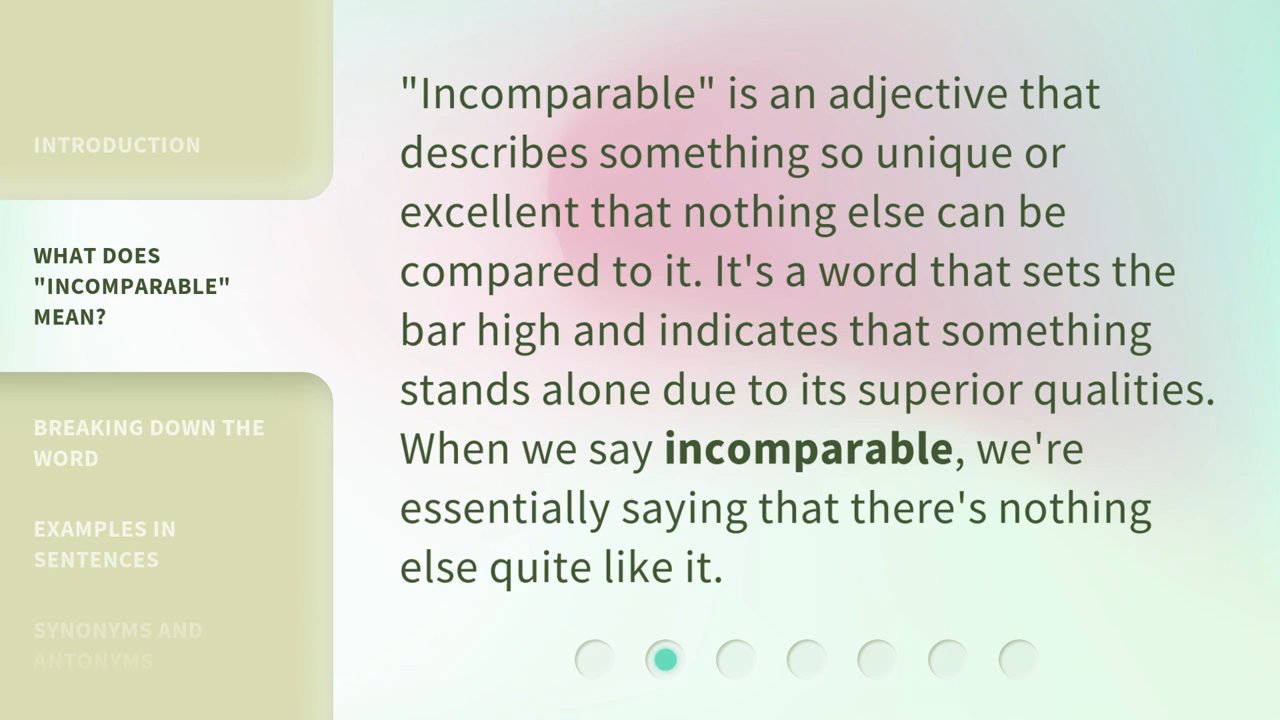 INTRODUCTION
WHAT DOES
"INCOMPARABLE"
MEAN?
BREAKING DOWN THE
WORD
EXAMPLES IN
SENTENCES
SYNONYMS AND
ANTONYMS
"Incomparable" is an adjective that
describes something so unique or
excellent that nothing else can be
compared to it. It's a word that sets the
bar high and indicates that something
stands alone due to its superior qualities.
When we say incomparable, we're
essentially saying that there's nothing
else quite like it.